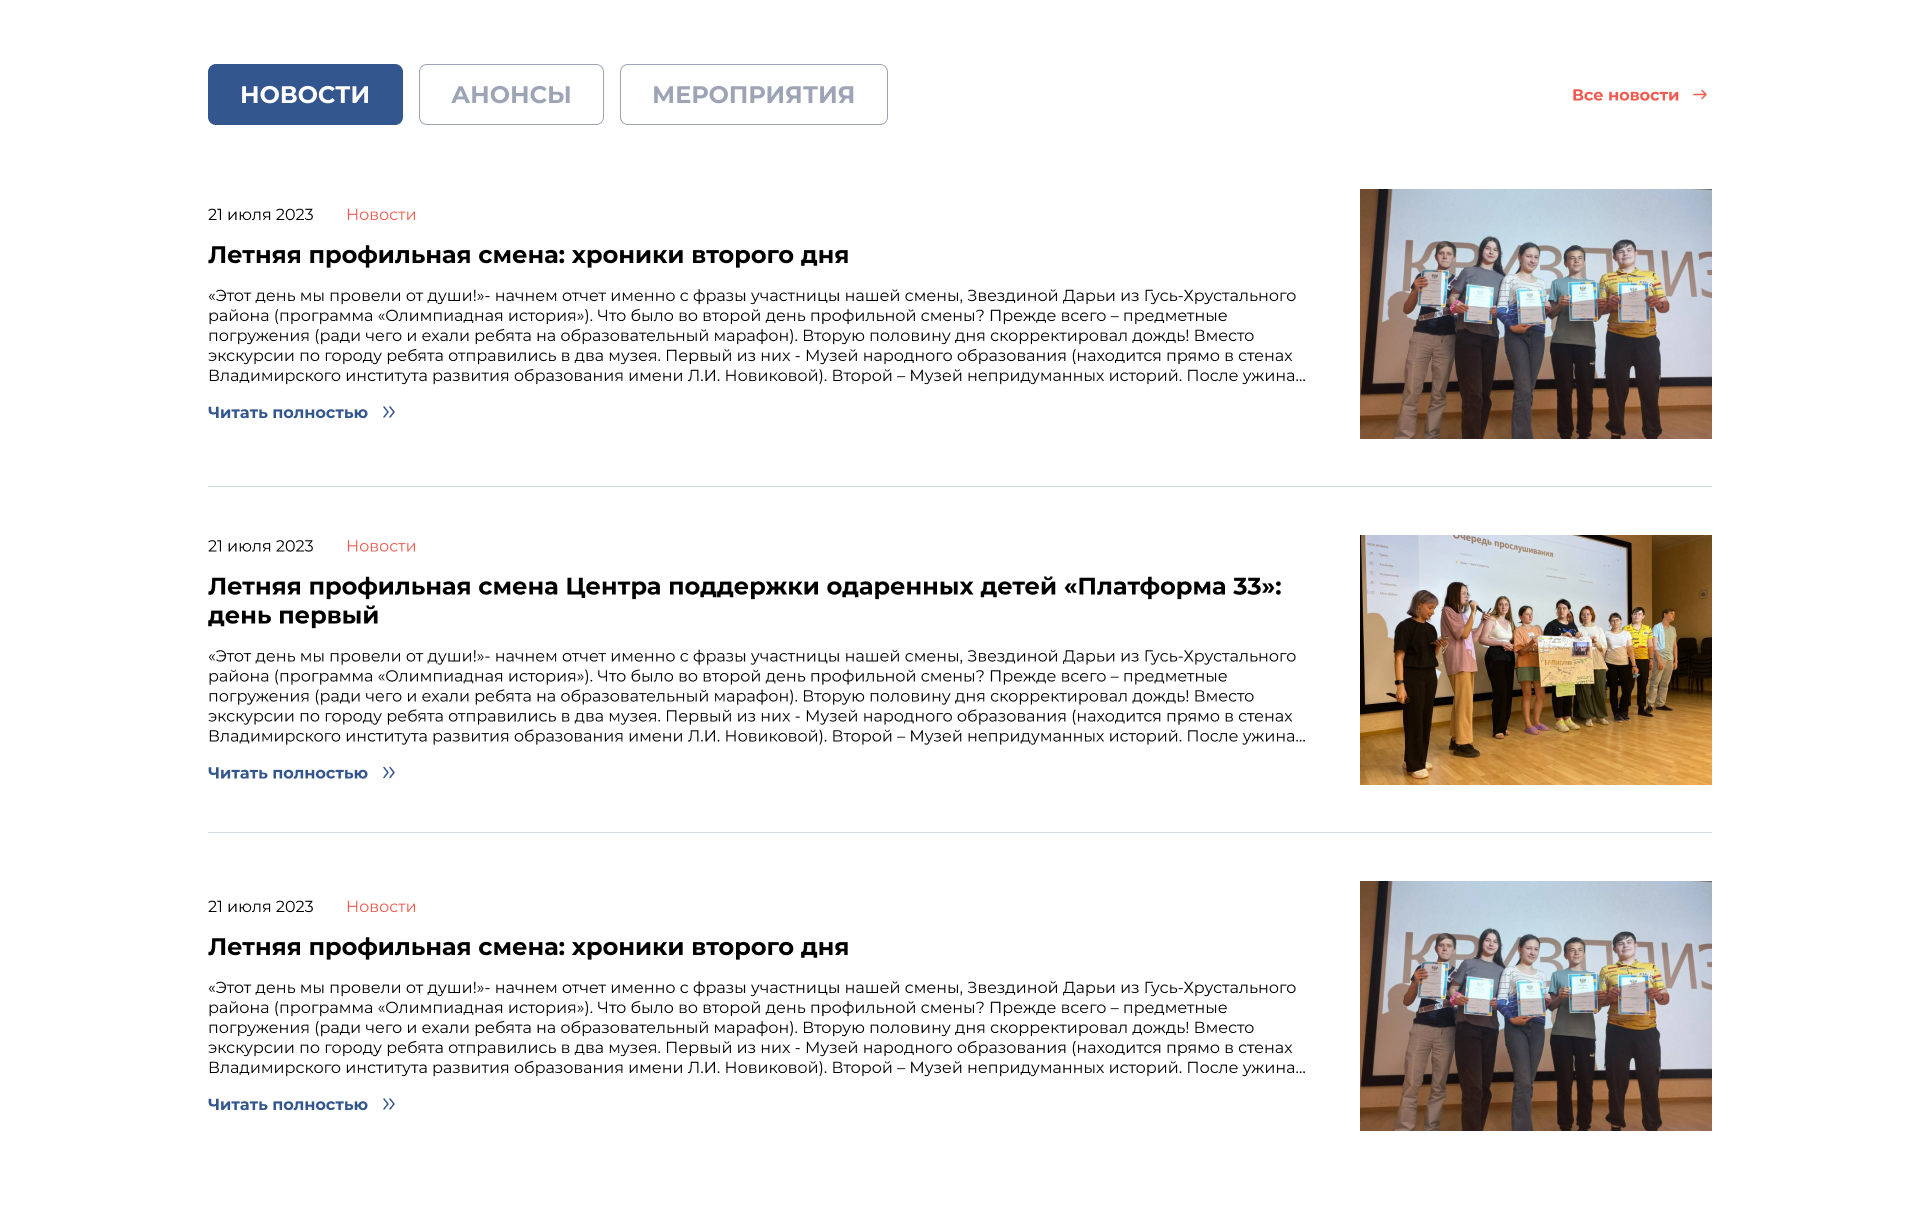 НОВОСТИ
АНОНСЫ
МЕРОПРИЯТИЯ
Все новости
21 июля 2023 Новости
Летняя профильная смена: хроники второго дня
«Этот день мы провели от души!»- начнем отчет именно с фразы участницы нашей смены, Звездиной Дарьи из Гусь-Хрустального
района (программа «Олимпиадная история»). Что было во второй день профильной смены? Прежде всего – предметные
погружения (ради чего и ехали ребята на образовательный марафон). Вторую половину дня скорректировал дождь! Вместо
экскурсии по городу ребята отправились в два музея. Первый из них - Музей народного образования (находится прямо в стенах
Владимирского института развития образования имени Л.И. Новиковой). Второй – Музей непридуманных историй. После ужина...
Читать полностью
21 июля 2023 Новости
Летняя профильная смена Центра поддержки одаренных детей «Платформа 33»:
день первый
«Этот день мы провели от души!»- начнем отчет именно с фразы участницы нашей смены, Звездиной Дарьи из Гусь-Хрустального
района (программа «Олимпиадная история»). Что было во второй день профильной смены? Прежде всего – предметные
погружения (ради чего и ехали ребята на образовательный марафон). Вторую половину дня скорректировал дождь! Вместо
экскурсии по городу ребята отправились в два музея. Первый из них - Музей народного образования (находится прямо в стенах
Владимирского института развития образования имени Л.И. Новиковой). Второй – Музей непридуманных историй. После ужина...
Читать полностью
Очередь прослушивания
21 июля 2023 Новости
Летняя профильная смена: хроники второго дня
«Этот день мы провели от души!»- начнем отчет именно с фразы участницы нашей смены, Звездиной Дарьи из Гусь-Хрустального
района (программа «Олимпиадная история»). Что было во второй день профильной смены? Прежде всего – предметные
погружения (ради чего и ехали ребята на образовательный марафон). Вторую половину дня скорректировал дождь! Вместо
экскурсии по городу ребята отправились в два музея. Первый из них - Музей народного образования (находится прямо в стенах
Владимирского института развития образования имени Л.И. Новиковой). Второй – Музей непридуманных историй. После ужина...
Читать полностью